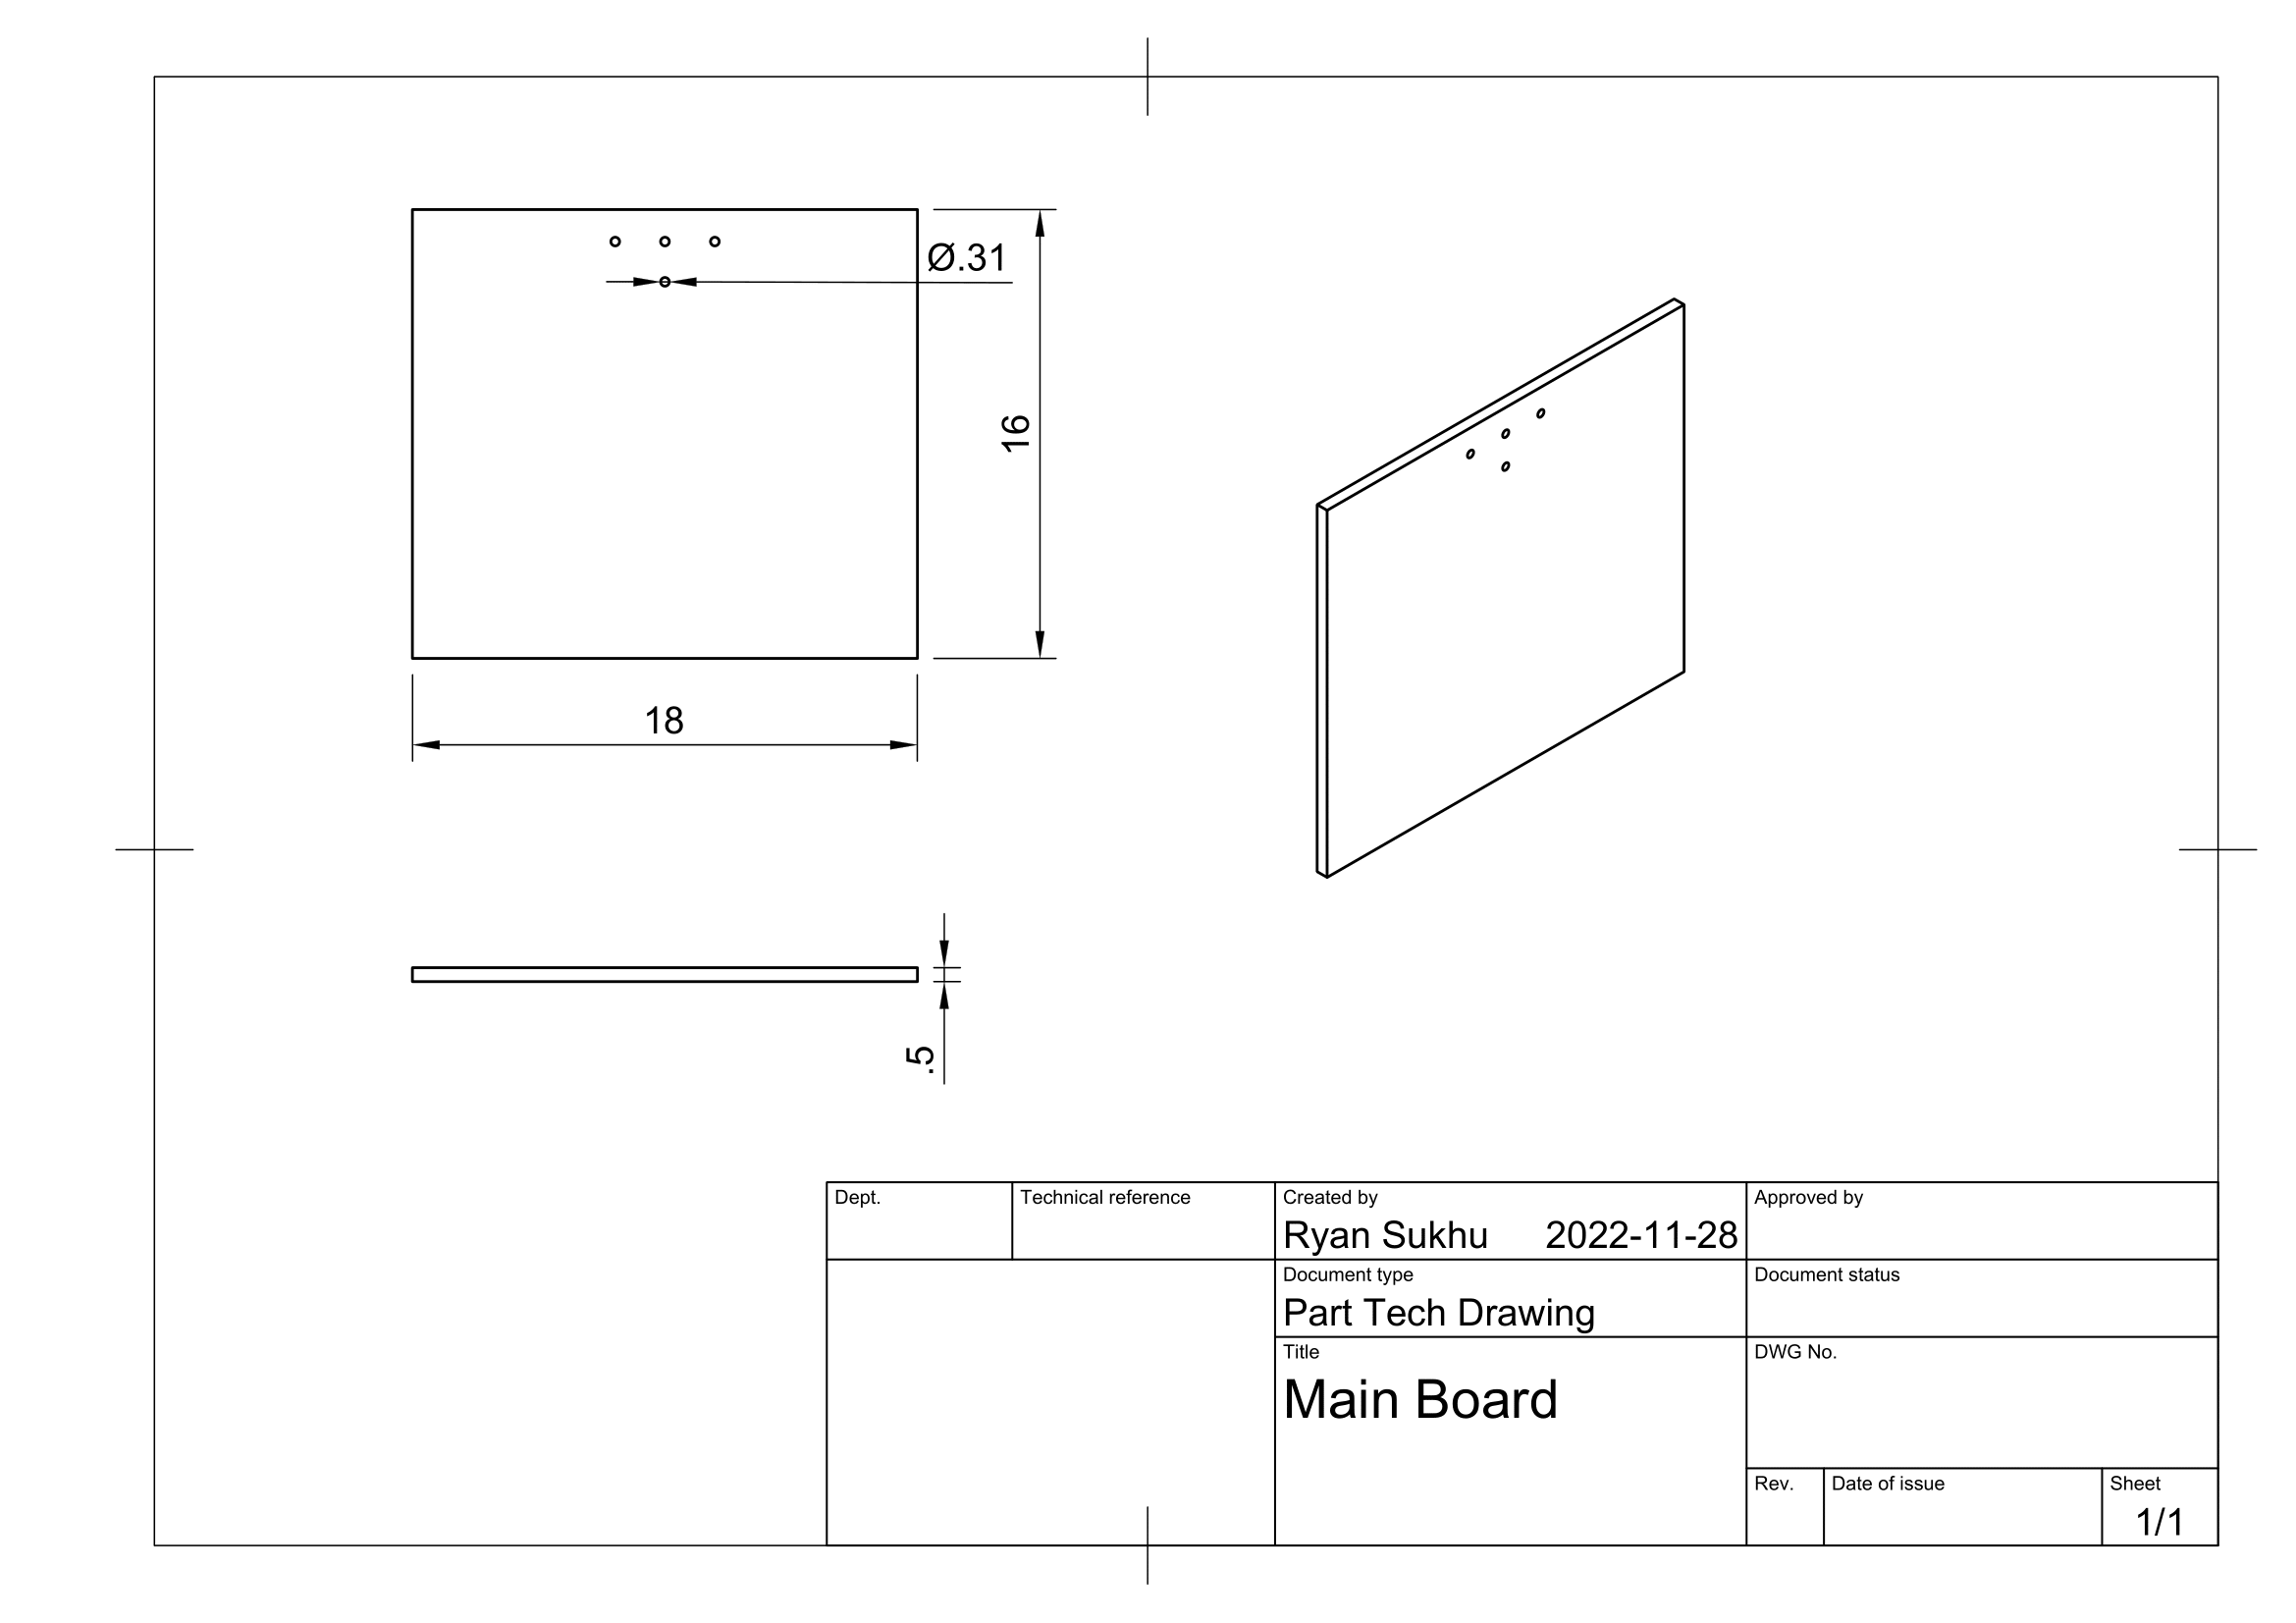 Ø.31
16
18
.5
Dept.
Technical reference
Created by
Ryan Sukhu 2022-11-28
Approved by
Document type
Part Tech Drawing
Document status
Title
Main Board
DWG No.
Rev.
Date of issue
Sheet
1/1